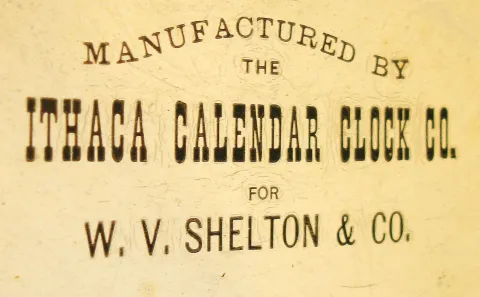 MANUFACTURED BY
THE
ITHACA CALENDAR CLOCK CO.
FOR
W. V. SHELTON & CO.